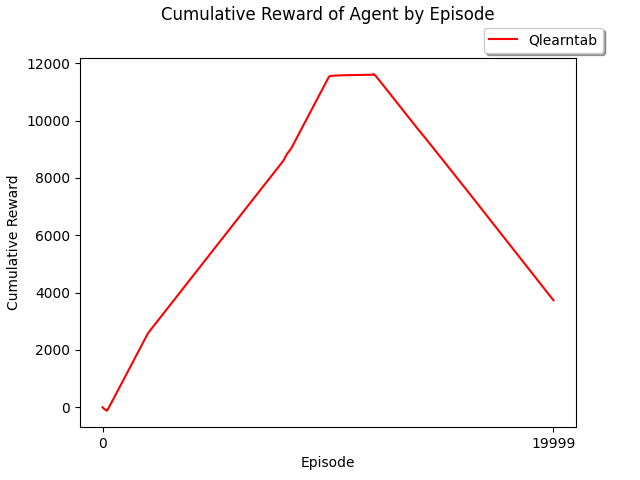 Cumulative Reward of Agent by Episode
Qlearntab
12000
10000
8000
6000
4000
2000
0
Cumulative Reward
0
19999
Episode